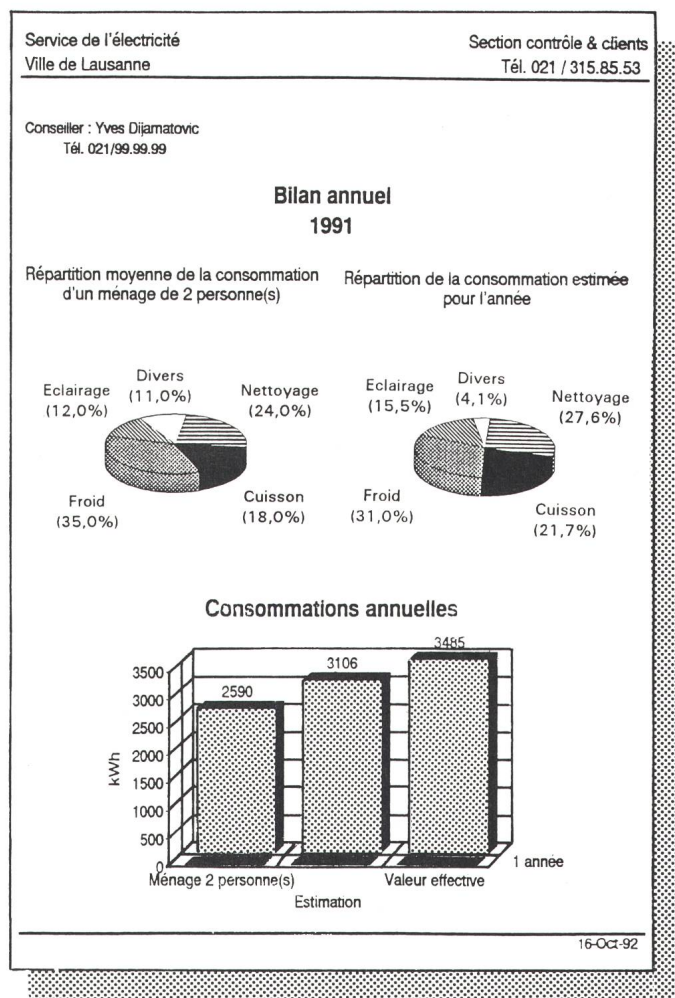 Service de l'électricité
Ville de Lausanne
Section contrôle & clients
Tél. 021 / 315.85.53
Conseiller : Yves Dijamatovic
Tél. 021/99.99.99
Bilan annuel
1991
Répartition moyenne de la consommation
d'un ménage de 2 personne(s)
Répartition de la consommation estimée
pour l'année
Eclairage
(12,0%)
Divers
(11,0%)
Nettoyage
(24,0%)
Froid
(35,0%)
Cuisson
(18,0%)
Eclairage
(15,5%)
Divers
(4,1%)
Nettoyage
(27,6%)
Froid
(31,0%)
Cuisson
(21,7%)
Consommations annuelles
kWh
3500
3000
2500
2000
1500
1000
500
0
2590
3106
3485
1 année
Ménage 2 personne(s)
Estimation
Valeur effective
16-Oct-92